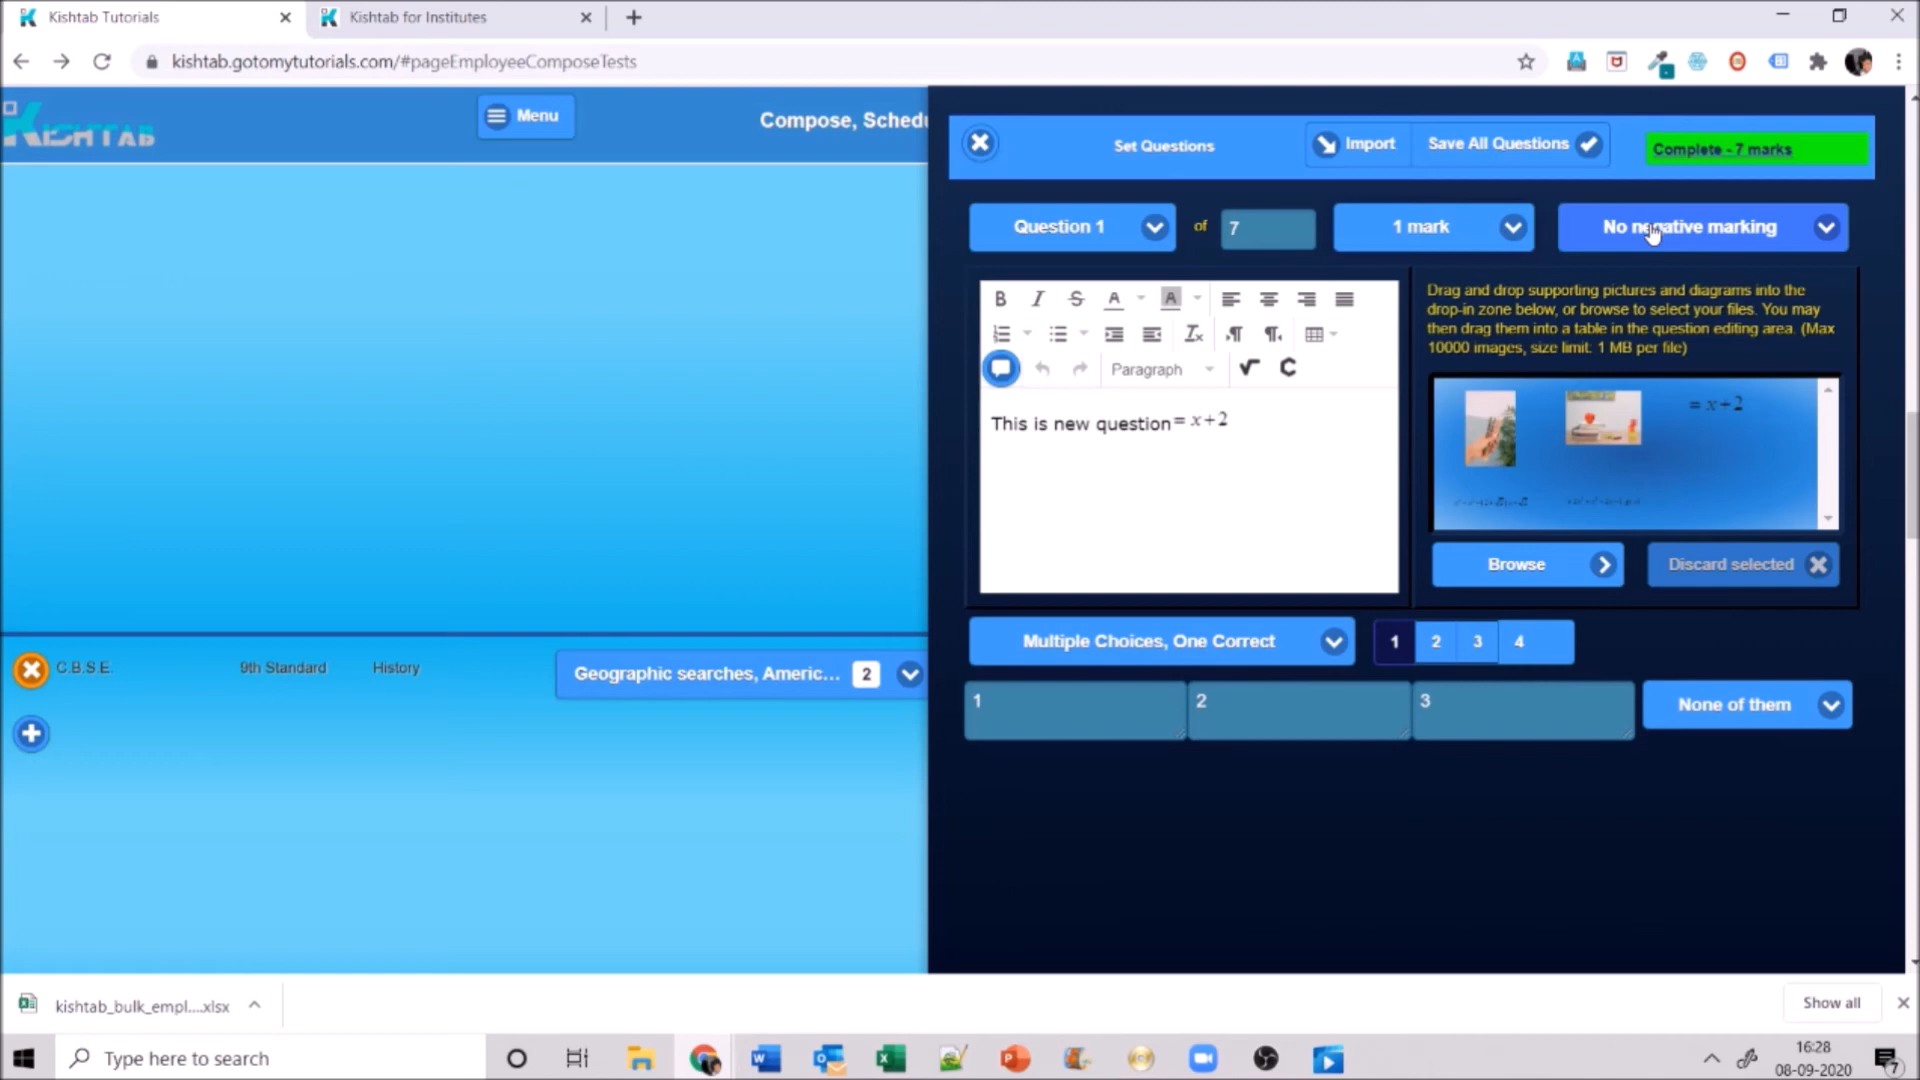 Kishtab Tutorials
Kishtab for Institutes
kishtab.gotomytutorials.com/#pageEmployeeComposeTests
KISHTAB
Menu
Compose, Schedu
Set Questions
Import
Save All Questions
Complete - 7 marks
Question 1
of
7
1 mark
No negative marking
Drag and drop supporting pictures and diagrams into the
drop-in zone below, or browse to select your files. You may
then drag them into a table in the question editing area. (Max
10000 images, size limit: 1 MB per file)
Paragraph
This is new question= x+2
= x+2
Browse
Discard selected
Multiple Choices, One Correct
1 2 3 4
1
2
3
None of them
C.B.S.E.
9th Standard
History
Geographic searches, Americ... 2
kishtab_bulk_empl....xlsx
Show all
Type here to search
16:28
08-09-2020
7